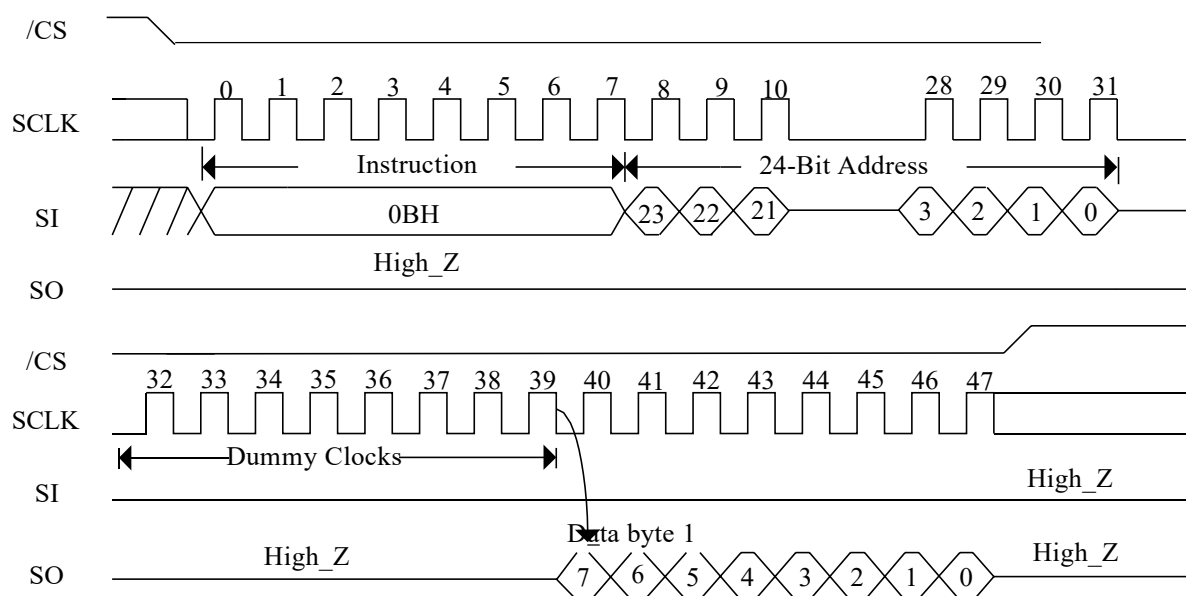 /CS
0 1 2 3 4 5 6 7 8 9 10 28 29 30 31
SCLK
Instruction 24-Bit Address
SI 0BH 23 22 21 3 2 1 0
High_Z
SO
/CS
32 33 34 35 36 37 38 39 40 41 42 43 44 45 46 47
SCLK
Dummy Clocks
SI High_Z
Data byte 1
High_Z High_Z
SO 7 6 5 4 3 2 1 0